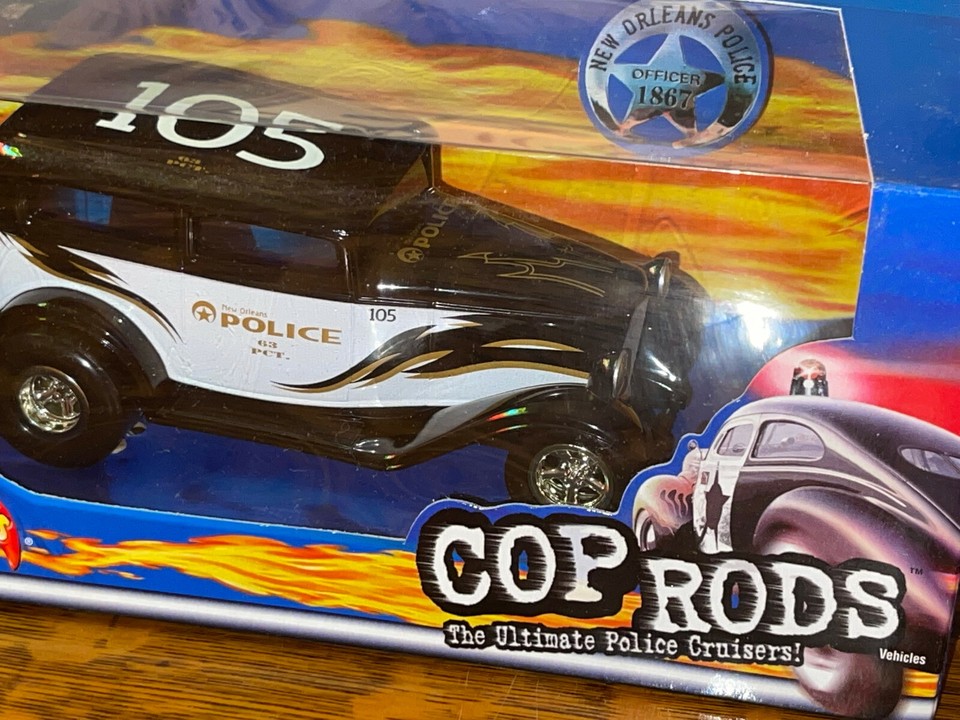 NEW ORLEANS POLICE
OFFICER
1867
105
POLICE
New Orleans
POLICE
63
PCT.
105
COP RODS
™
The Ultimate Police Cruisers!
Vehicles
®